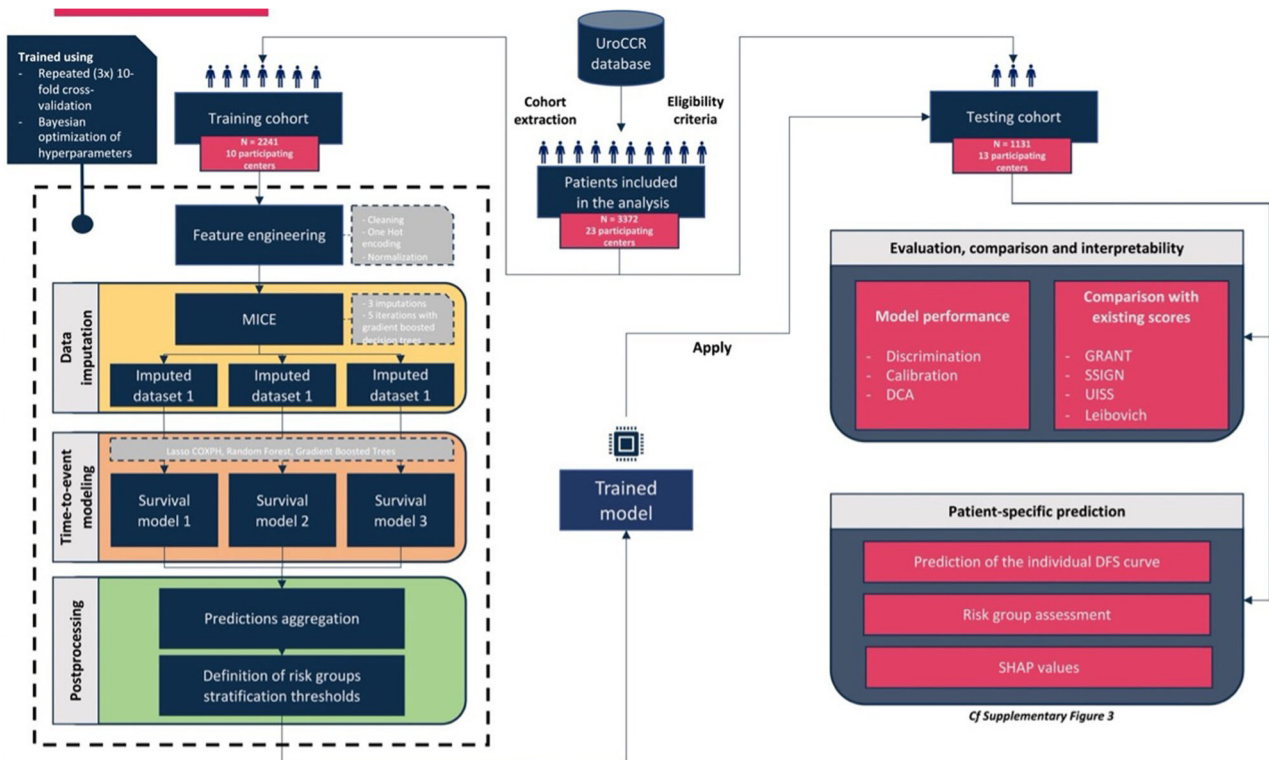 Trained using
- Repeated (3x) 10-
fold cross-
validation
- Bayesian
optimization of
hyperparameters
Training cohort
N = 2241
10 participating
centers
UroCCR
database
Cohort
extraction
Eligibility
criteria
Patients included
in the analysis
N = 3372
23 participating
centers
Testing cohort
N = 1131
13 participating
centers
Feature engineering
- Cleaning
- One Hot
encoding
- Normalization
Data
imputation
MICE
- 3 imputations
- 5 iterations with
gradient boosted
decision trees
Imputed
dataset 1
Imputed
dataset 1
Imputed
dataset 1
Time-to-event
modeling
Lasso COXPH, Random Forest, Gradient Boosted Trees
Survival
model 1
Survival
model 2
Survival
model 3
Postprocessing
Predictions aggregation
Definition of risk groups
stratification thresholds
Trained
model
Apply
Evaluation, comparison and interpretability
Model performance
- Discrimination
- Calibration
- DCA
Comparison with
existing scores
- GRANT
- SSIGN
- UISS
- Leibovich
Patient-specific prediction
Prediction of the individual DFS curve
Risk group assessment
SHAP values
Cf Supplementary Figure 3